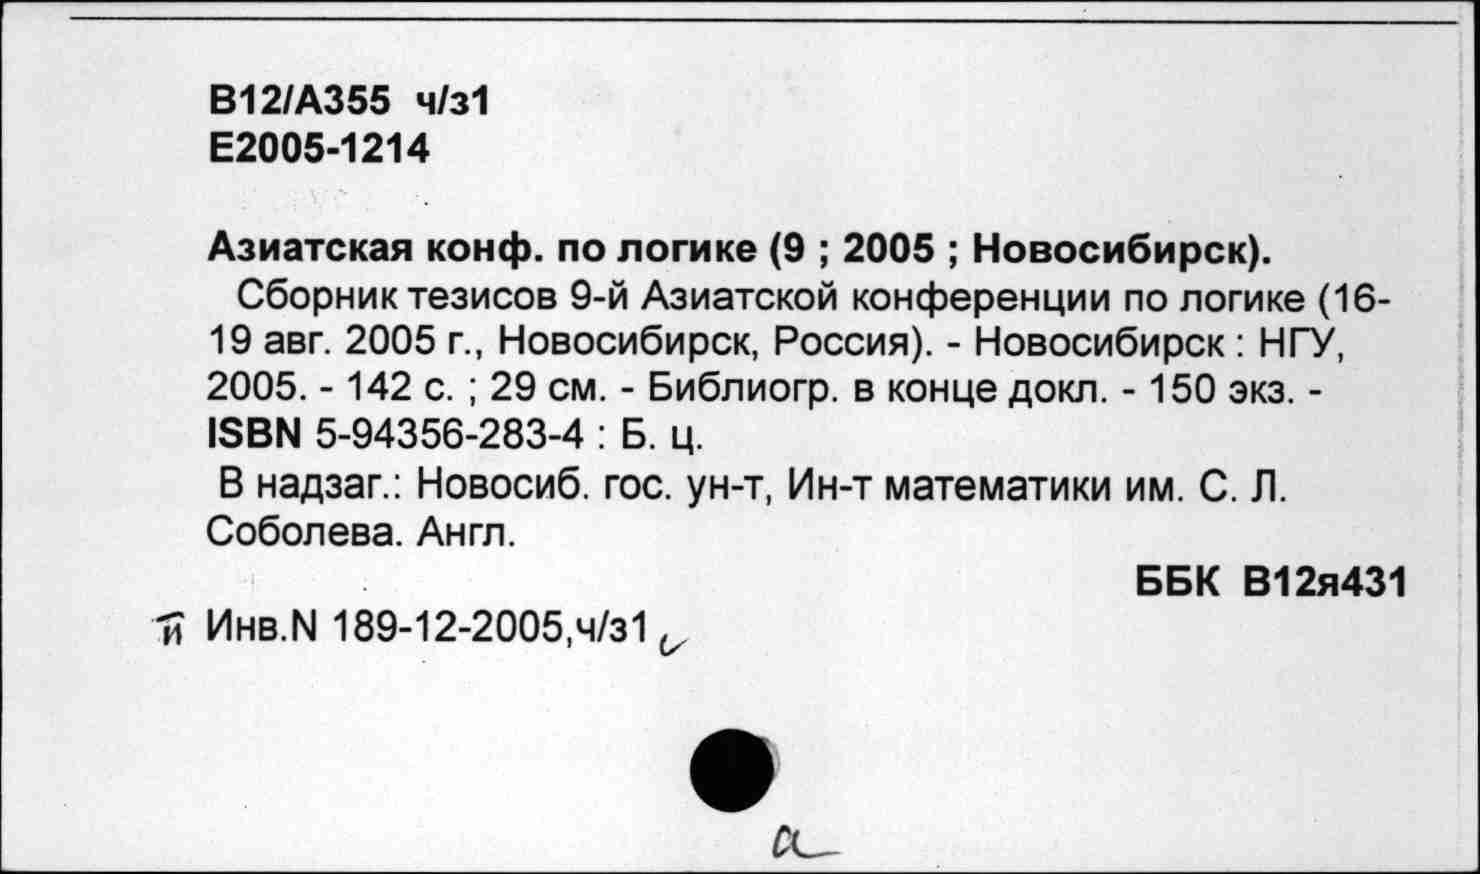 В12/А355 ч/з1
Е2005-1214
Азиатская конф. по логике (9 ; 2005 ; Новосибирск).
Сборник тезисов 9-й Азиатской конференции по логике (16-
19 авг. 2005 г., Новосибирск, Россия). - Новосибирск : НГУ,
2005. - 142 с. ; 29 см. - Библиогр. в конце докл. - 150 экз. -
ISBN 5-94356-283-4 : Б. ц.
В надзаг.: Новосиб. гос. ун-т, Ин-т математики им. С. Л.
Соболева. Англ.
ББК В12я431
Инв.N 189-12-2005,ч/з1
а